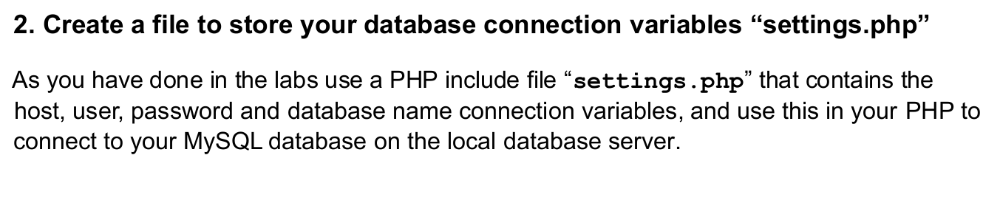 2. Create a file to store your database connection variables “settings.php”
As you have done in the labs use a PHP include file “settings.php” that contains the
host, user, password and database name connection variables, and use this in your PHP to
connect to your MySQL database on the local database server.